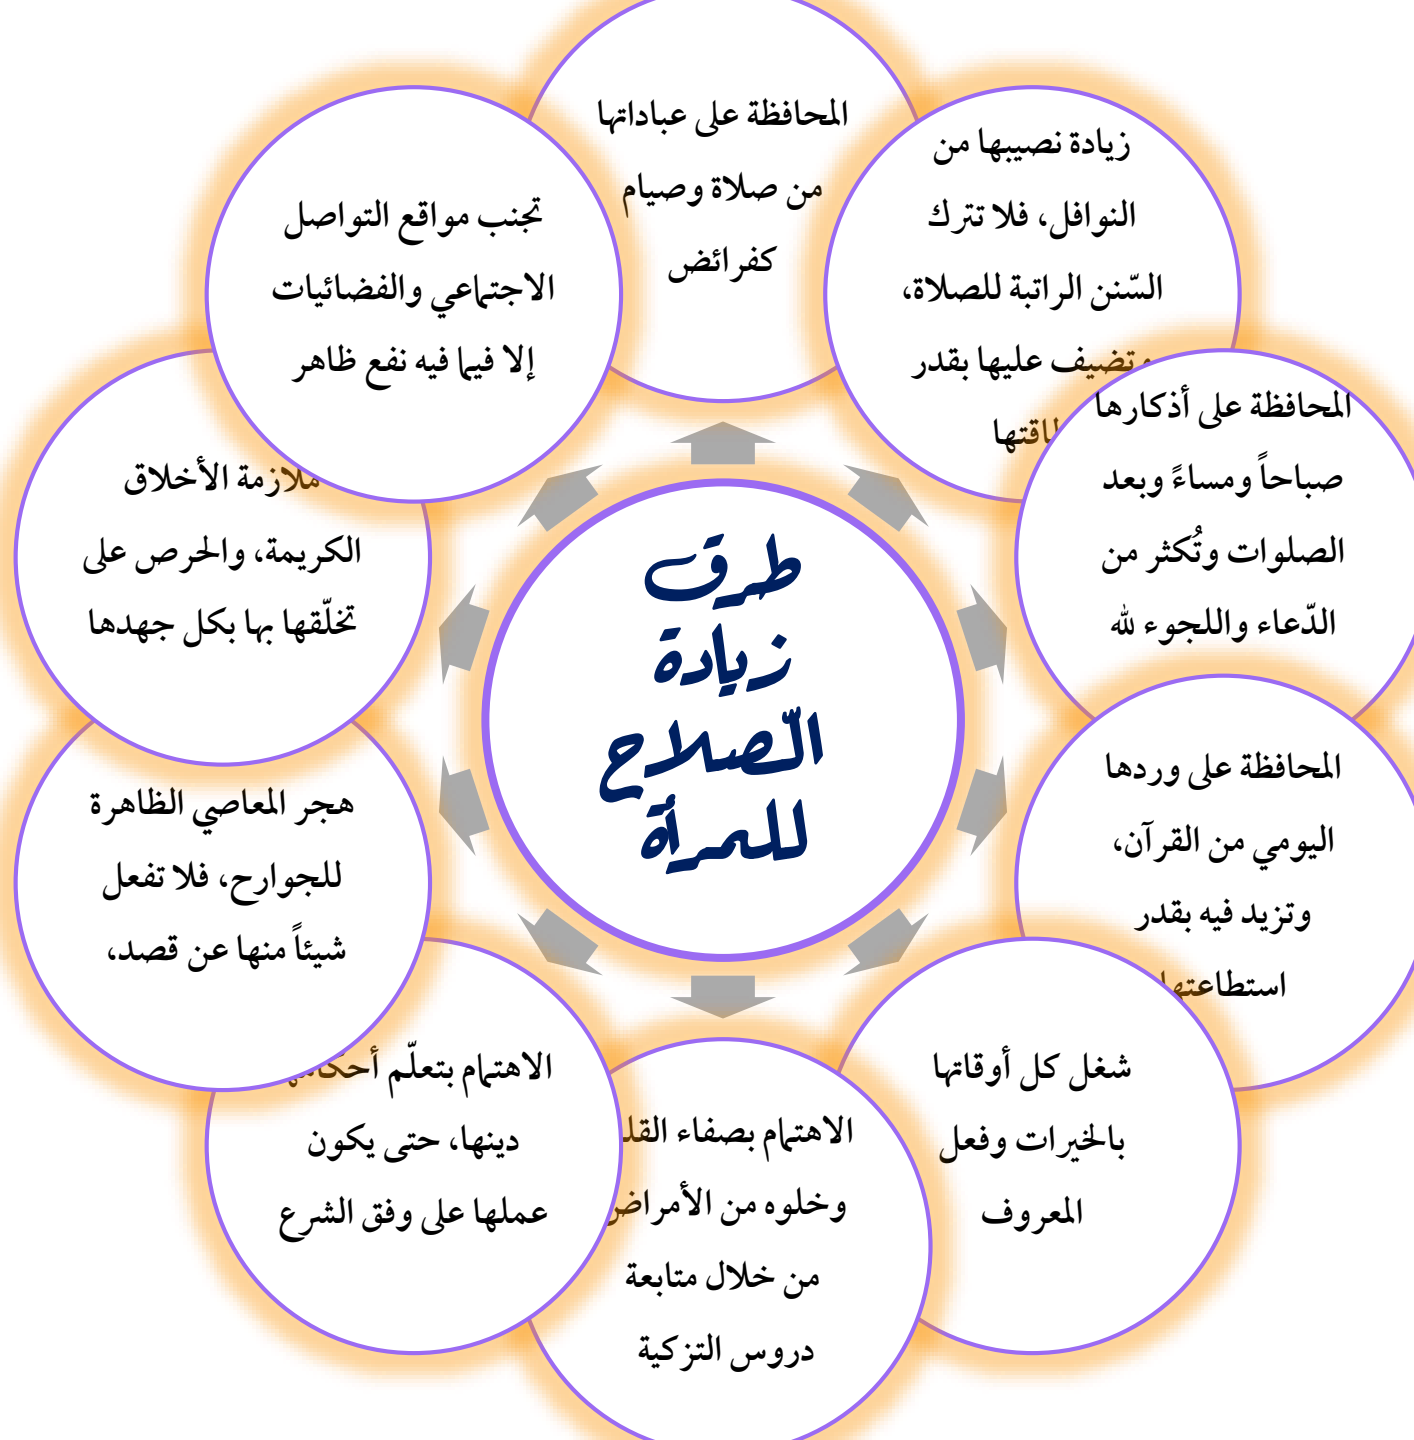 طرق
زيادة
الصّلاح
للمرأة
المحافظة على عباداتها
من صلاة وصيام
كفرائض
زيادة نصيبها من
النوافل، فلا تترك
السّنن الراتبة للصلاة،
وتضيف عليها بقدر
المحافظة على أذكارها
صباحاً ومساءً وبعد
الصلوات وتُكثر من
الدّعاء واللجوء لله
المحافظة على وردها
اليومي من القرآن،
وتزيد فيه بقدر
استطاعتها
شغل كل أوقاتها
بالخيرات وفعل
المعروف
الاهتمام بصفاء
وخلوه من الأمراض
من خلال متابعة
دروس التزكية
الاهتمام بتعلّم
دينها، حتى يكون
عملها على وفق الشرع
هجر المعاصي الظاهرة
للجوارح، فلا تفعل
شيئاً منها عن قصد،
ملازمة الأخلاق
الكريمة، والحرص على
تخلّقها بها بكل جهدها
تجنب مواقع التواصل
الاجتماعي والفضائيات
إلا فيما فيه نفع ظاهر